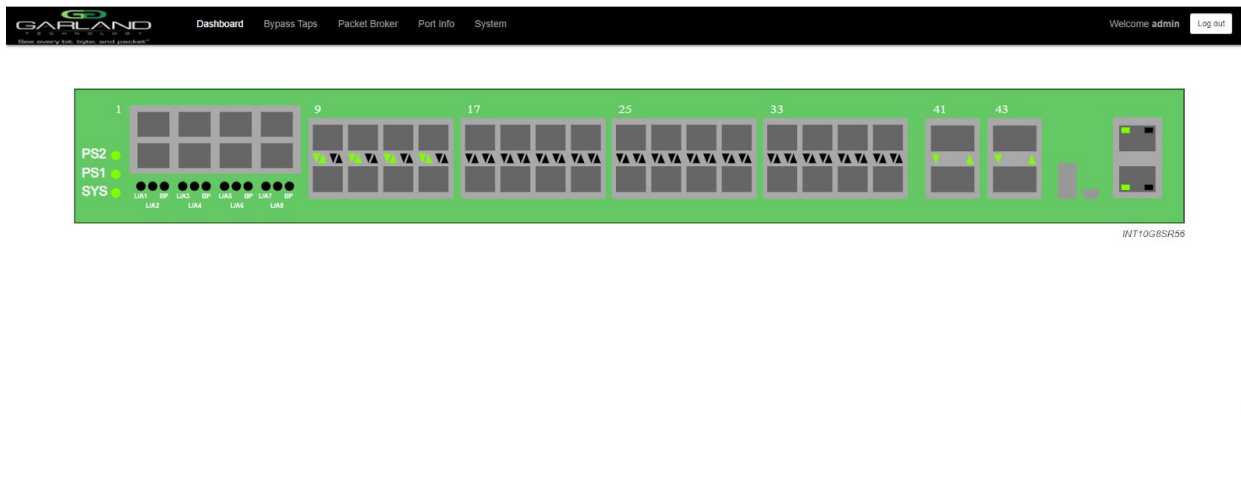 GARLAND
TECHNOLOGY
See every bit, byte, and packet®
Dashboard Bypass Taps Packet Broker Port Info System Welcome admin Log out
1 9 17 25 33 41 43
PS2
PS1
SYS
L/A1 BP L/A3 BP L/A5 BP L/A7 BP
L/A2 L/A4 L/A6 L/A8
INT10G8SR56